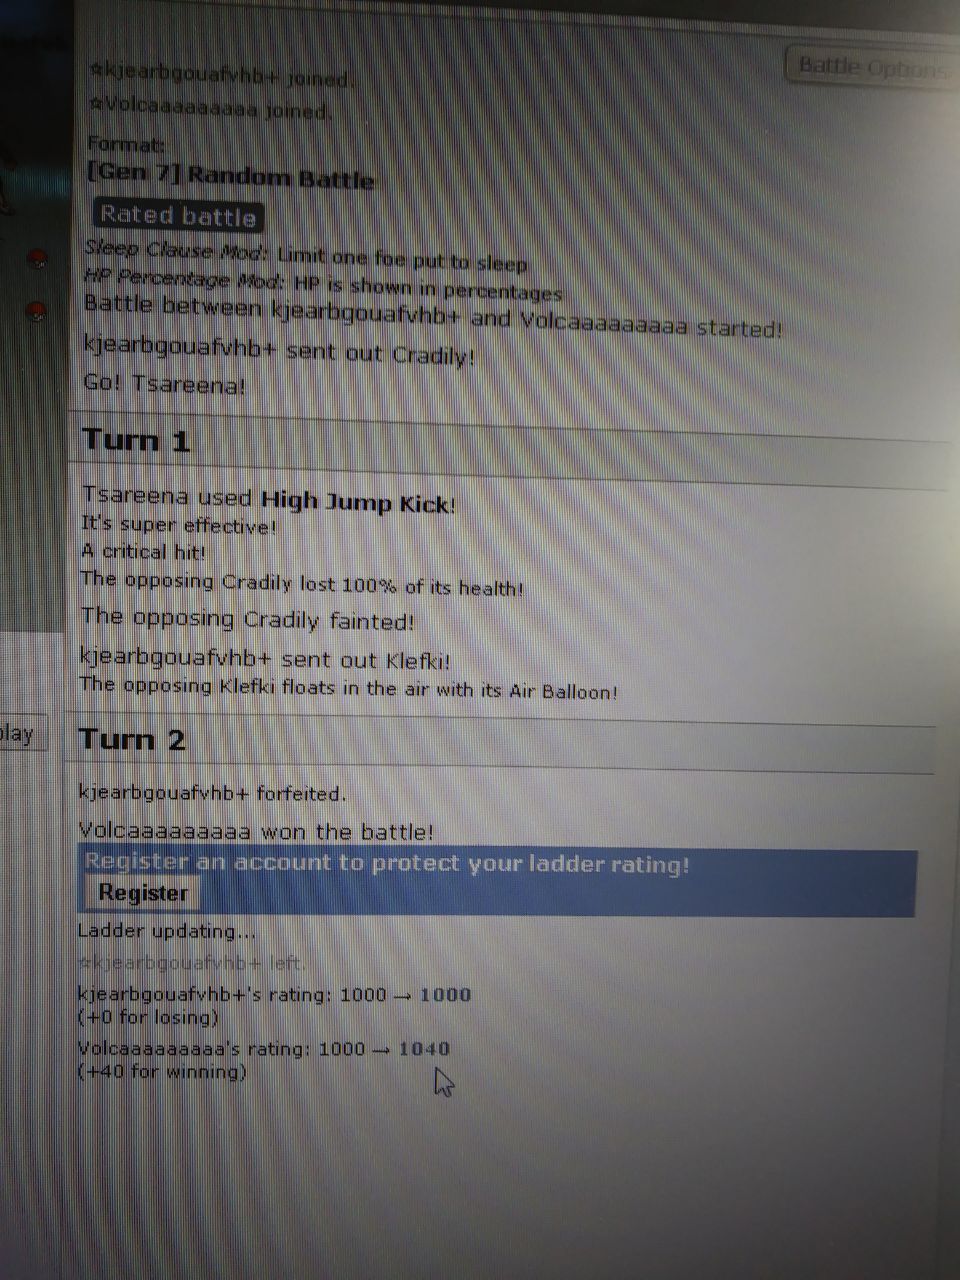 ☆kjearbgouafvhb+ joined.
Battle Options
☆Volcaaaaaaaaa joined.
Format:
[Gen 7] Random Battle
Rated battle
Sleep Clause Mod: Limit one foe put to sleep
HP Percentage Mod: HP is shown in percentages
Battle between kjearbgouafvhb+ and Volcaaaaaaaaa started!
kjearbgouafvhb+ sent out Cradily!
Go! Tsareena!
Turn 1
Tsareena used High Jump Kick!
It's super effective!
A critical hit!
The opposing Cradily lost 100% of its health!
The opposing Cradily fainted!
kjearbgouafvhb+ sent out Klefki!
The opposing Klefki floats in the air with its Air Balloon!
play
Turn 2
kjearbgouafvhb+ forfeited.
Volcaaaaaaaaa won the battle!
Register an account to protect your ladder rating!
Register
Ladder updating...
☆kjearbgouafvhb+ left.
kjearbgouafvhb+'s rating: 1000 → 1000
(+0 for losing)
Volcaaaaaaaaa's rating: 1000 → 1040
(+40 for winning)